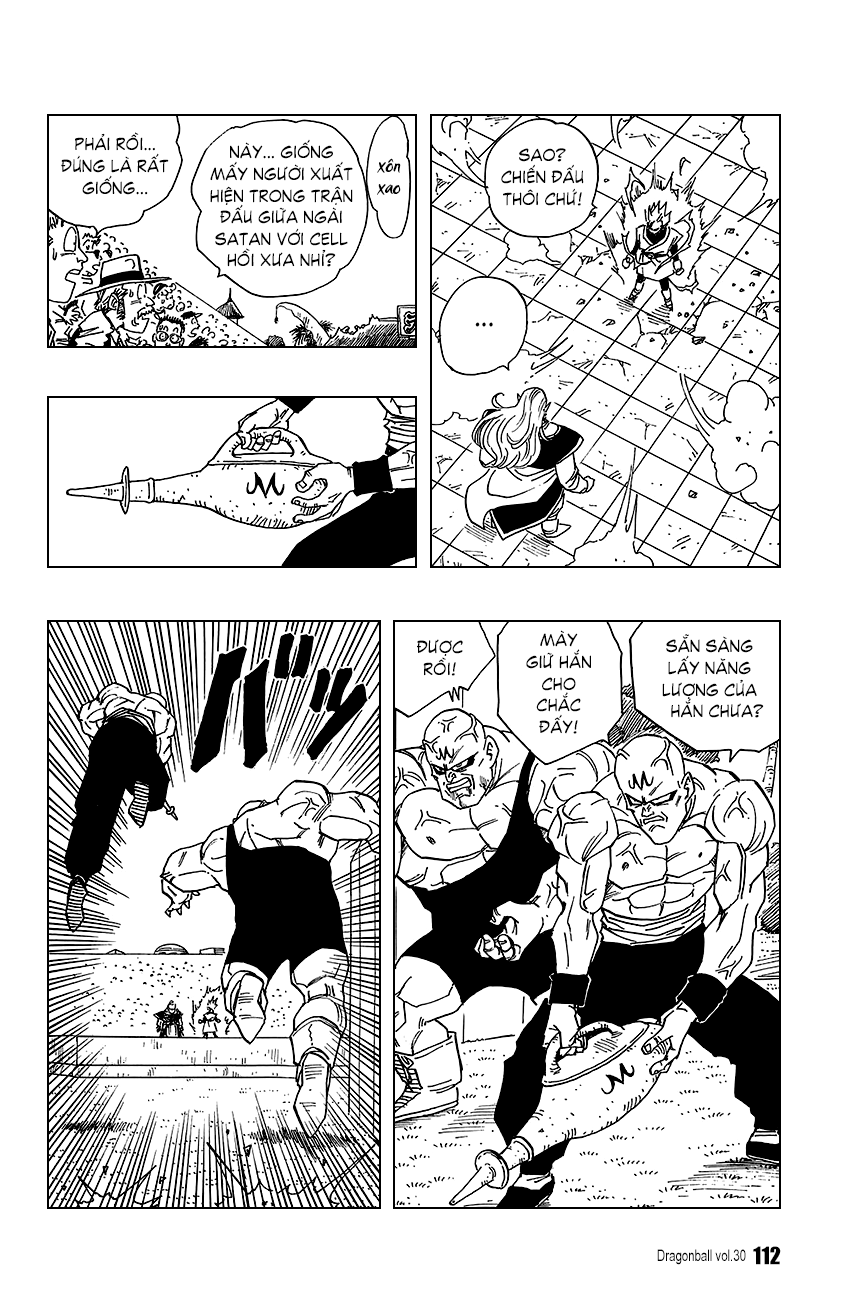 SAO?
CHIẾN ĐẤU
THÔI CHỨ!
...
XÔN
XAO
NÀY... GIỐNG
MẤY NGƯỜI XUẤT
HIỆN TRONG TRẬN
ĐẤU GIỮA NGÀI
SATAN VỚI CELL
HỒI XƯA NHỈ?
PHẢI RỒI...
ĐÚNG LÀ RẤT
GIỐNG...
M
SẴN SÀNG
LẤY NĂNG
LƯỢNG CỦA
HẮN CHƯA?
MÀY
GIỮ HẮN
CHO
CHẮC
ĐẤY!
ĐƯỢC
RỒI!
M
M
M
バッ
Dragonball vol.30 112